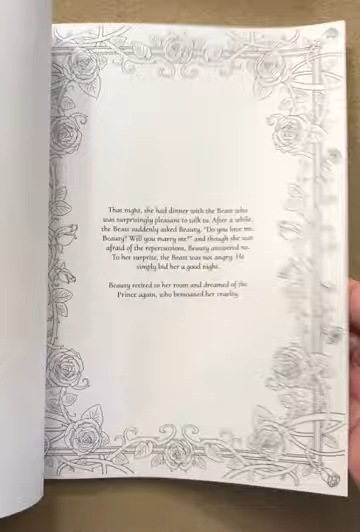 That night, she had dinner with the Beast who
was surprisingly pleasant to talk to. After a while,
the Beast suddenly asked Beauty, "Do you love me,
Beauty? Will you marry me?" and though she was
afraid of the repercussions, Beauty answered no.
To her surprise, the Beast was not angry. He
simply bid her a good night.
Beauty retired to her room and dreamed of the
Prince again, who bemoaned her cruelty.